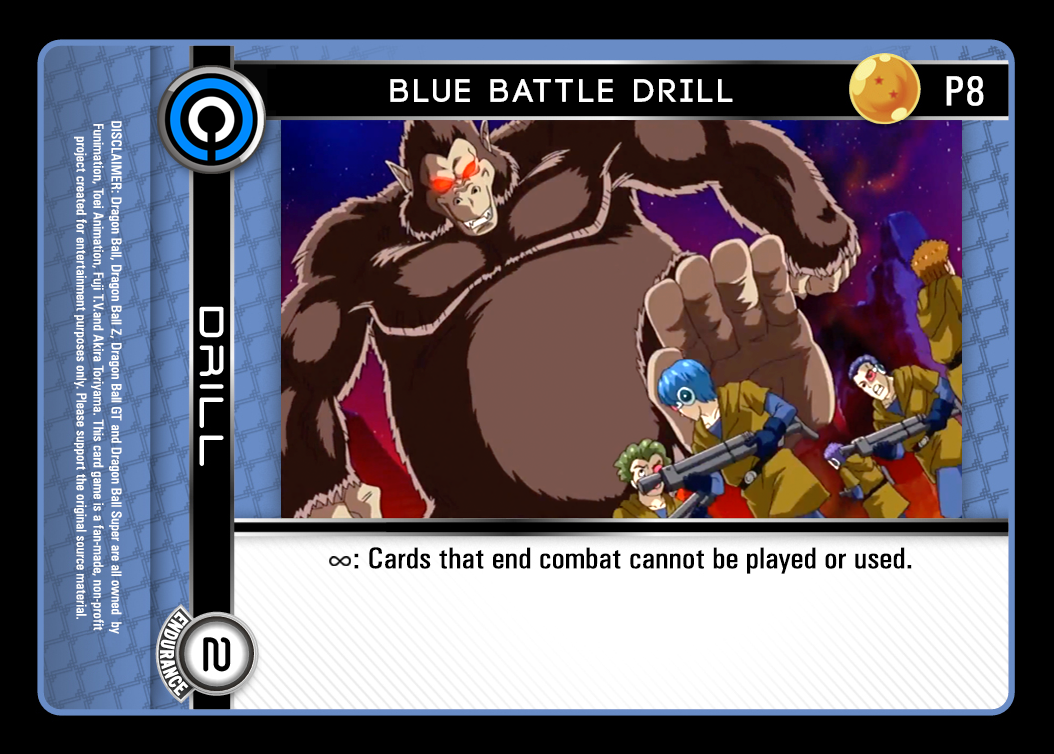 BLUE BATTLE DRILL
P8
DISCLAIMER: Dragon Ball, Dragon Ball Z, Dragon Ball GT and Dragon Ball Super are all owned by
Funimation, Toei Animation, Fuji T.V.and Akira Toriyama. This card game is a fan-made, non-profit
project created for entertainment purposes only. Please support the original source material.
DRILL
∞: Cards that end combat cannot be played or used.
ENDURANCE
2